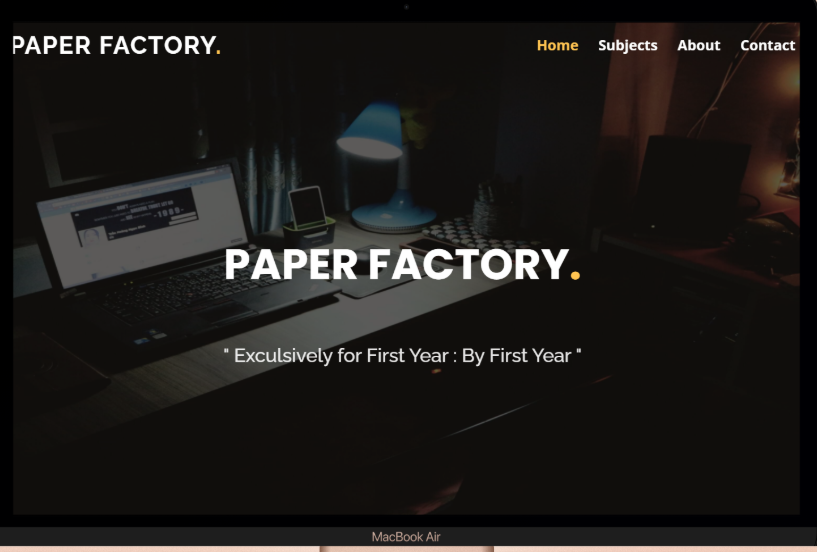 PAPER FACTORY.
Home Subjects About Contact
PAPER FACTORY.
" Exculsively for First Year : By First Year "
MacBook Air